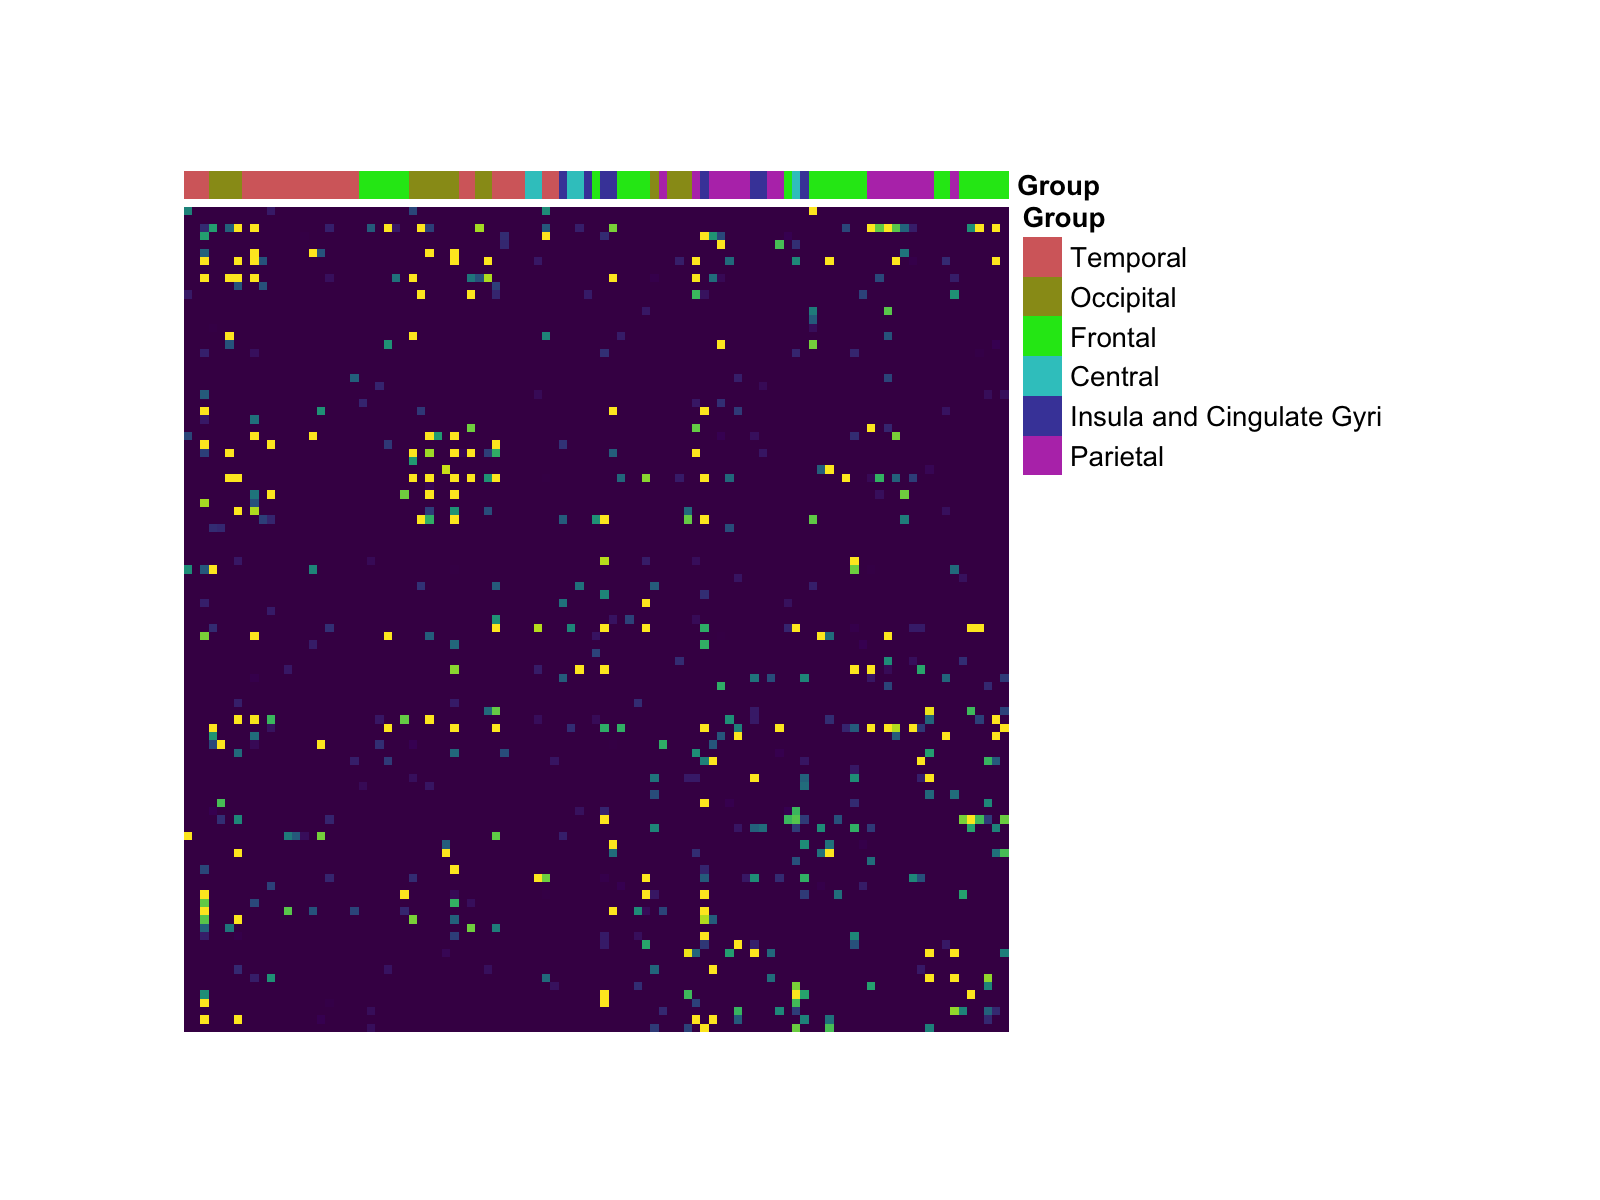 Group
Group
Temporal
Occipital
Frontal
Central
Insula and Cingulate Gyri
Parietal